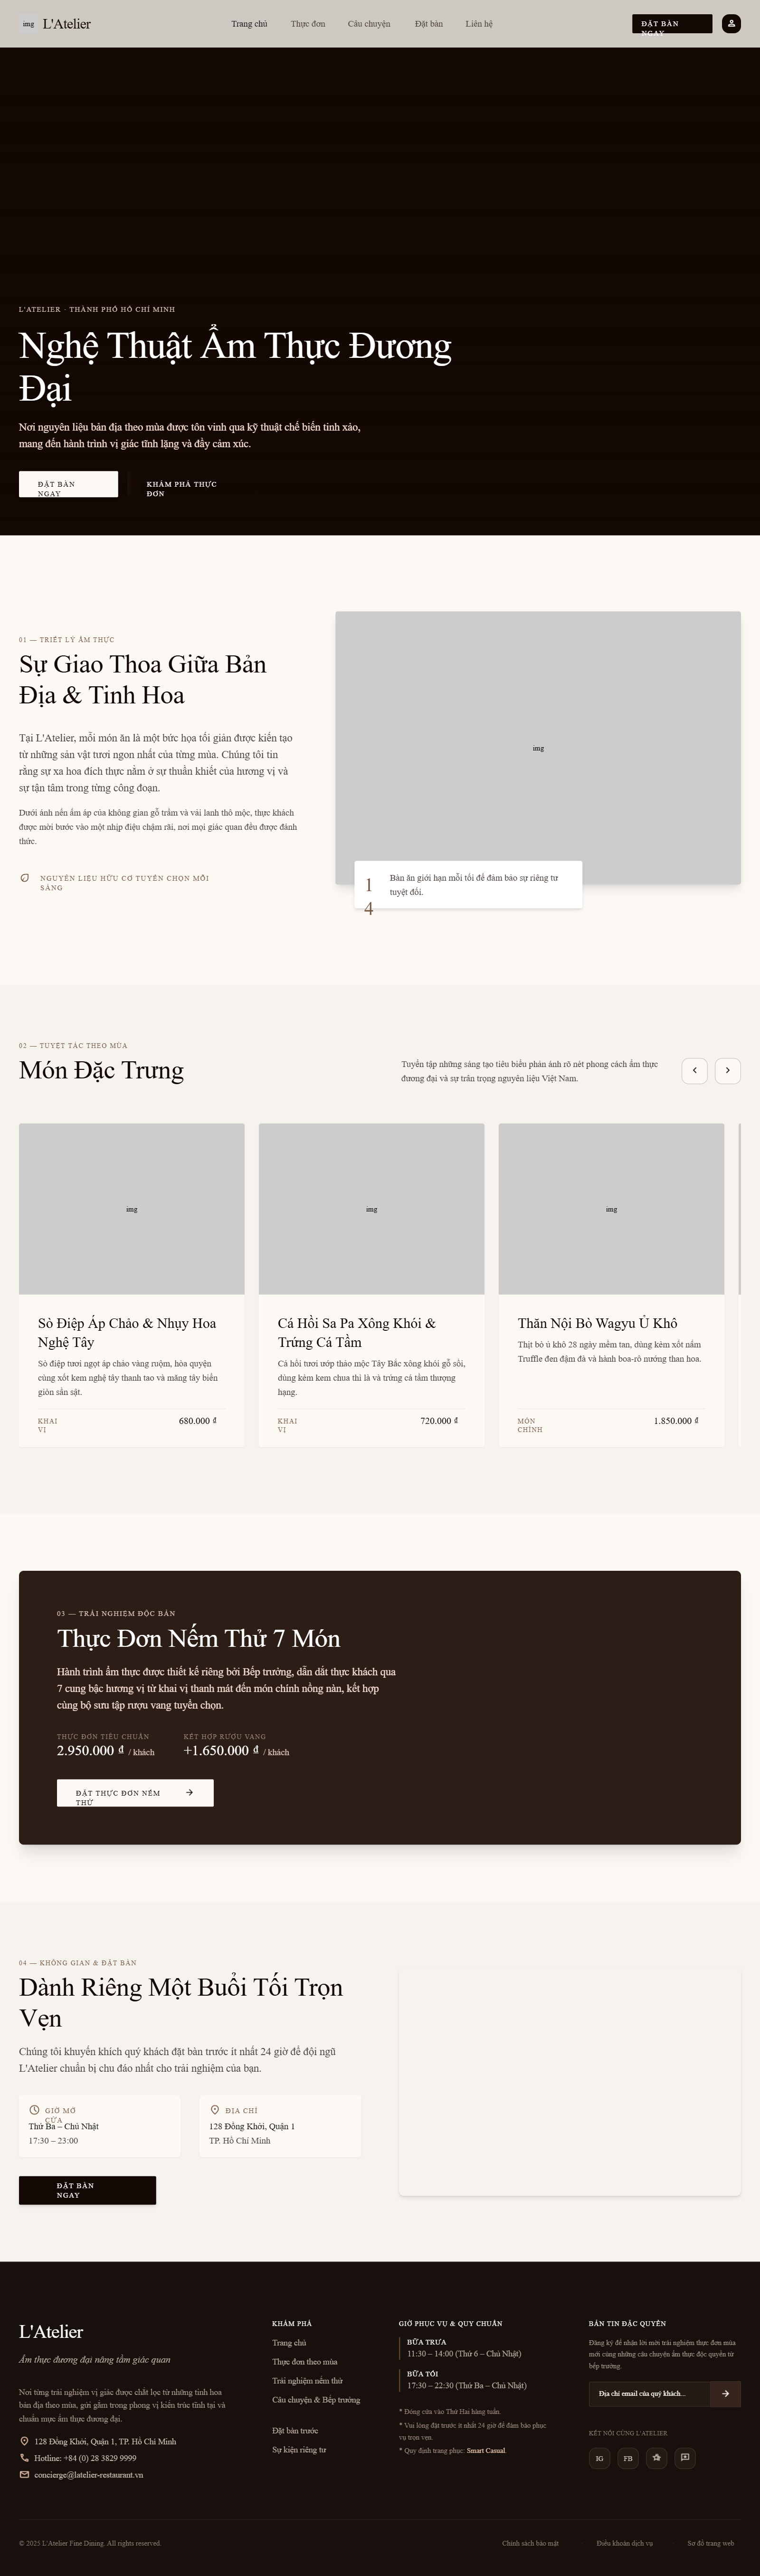 img L'Atelier Trang chủ Thực đơn Câu chuyện Đặt bàn Liên hệ ĐẶT BÀN
NGAY
L'ATELIER · THÀNH PHỐ HỒ CHÍ MINH
Nghệ Thuật Ẩm Thực Đương
Đại
Nơi nguyên liệu bản địa theo mùa được tôn vinh qua kỹ thuật chế biến tinh xảo,
mang đến hành trình vị giác tĩnh lặng và đầy cảm xúc.
ĐẶT BÀN
NGAY
KHÁM PHÁ THỰC
ĐƠN
01 — TRIẾT LÝ ẨM THỰC
Sự Giao Thoa Giữa Bản
Địa & Tinh Hoa
Tại L'Atelier, mỗi món ăn là một bức họa tối giản được kiến tạo
từ những sản vật tươi ngon nhất của từng mùa. Chúng tôi tin
rằng sự xa hoa đích thực nằm ở sự thuần khiết của hương vị và
sự tận tâm trong từng công đoạn.
Dưới ánh nến ấm áp của không gian gỗ trầm và vải lanh thô mộc, thực khách
được mời bước vào một nhịp điệu chậm rãi, nơi mọi giác quan đều được đánh
thức.
NGUYÊN LIỆU HỮU CƠ TUYỂN CHỌN MỖI
SÁNG
img
1
4
Bàn ăn giới hạn mỗi tối để đảm bảo sự riêng tư
tuyệt đối.
02 — TUYỆT TÁC THEO MÙA
Món Đặc Trưng
Tuyển tập những sáng tạo tiêu biểu phản ánh rõ nét phong cách ẩm thực
đương đại và sự trân trọng nguyên liệu Việt Nam.
img
Sò Điệp Áp Chảo & Nhụy Hoa
Nghệ Tây
Sò điệp tươi ngọt áp chảo vàng ruộm, hòa quyện
cùng xốt kem nghệ tây thanh tao và măng tây biển
giòn sần sật.
KHAI
VỊ
680.000 ₫
img
Cá Hồi Sa Pa Xông Khói &
Trứng Cá Tầm
Cá hồi tươi ướp thảo mộc Tây Bắc xông khói gỗ sồi,
dùng kèm kem chua thì là và trứng cá tầm thượng
hạng.
KHAI
VỊ
720.000 ₫
img
Thăn Nội Bò Wagyu Ủ Khô
Thịt bò ủ khô 28 ngày mềm tan, dùng kèm xốt nấm
Truffle đen đậm đà và hành boa-rô nướng than hoa.
MÓN
CHÍNH
1.850.000 ₫
03 — TRẢI NGHIỆM ĐỘC BẢN
Thực Đơn Nếm Thử 7 Món
Hành trình ẩm thực được thiết kế riêng bởi Bếp trưởng, dẫn dắt thực khách qua
7 cung bậc hương vị từ khai vị thanh mát đến món chính nồng nàn, kết hợp
cùng bộ sưu tập rượu vang tuyển chọn.
THỰC ĐƠN TIÊU CHUẨN
2.950.000 ₫ / khách
KẾT HỢP RƯỢU VANG
+1.650.000 ₫ / khách
ĐẶT THỰC ĐƠN NẾM
THỬ
04 — KHÔNG GIAN & ĐẶT BÀN
Dành Riêng Một Buổi Tối Trọn
Vẹn
Chúng tôi khuyến khích quý khách đặt bàn trước ít nhất 24 giờ để đội ngũ
L'Atelier chuẩn bị chu đáo nhất cho trải nghiệm của bạn.
GIỜ MỞ
CỬA
Thứ Ba – Chủ Nhật
17:30 – 23:00
ĐỊA CHỈ
128 Đồng Khởi, Quận 1
TP. Hồ Chí Minh
ĐẶT BÀN
NGAY
L'Atelier
Ẩm thực đương đại nâng tầm giác quan
Nơi từng trải nghiệm vị giác được chắt lọc từ những tinh hoa
bản địa theo mùa, gửi gắm trong phong vị kiến trúc tĩnh tại và
chuẩn mực ẩm thực đương đại.
128 Đồng Khởi, Quận 1, TP. Hồ Chí Minh
Hotline: +84 (0) 28 3829 9999
concierge@latelier-restaurant.vn
KHÁM PHÁ
Trang chủ
Thực đơn theo mùa
Trải nghiệm nếm thử
Câu chuyện & Bếp trưởng
Đặt bàn trước
Sự kiện riêng tư
GIỜ PHỤC VỤ & QUY CHUẨN
BỮA TRƯA
11:30 – 14:00 (Thứ 6 – Chủ Nhật)
BỮA TỐI
17:30 – 22:30 (Thứ Ba – Chủ Nhật)
* Đóng cửa vào Thứ Hai hàng tuần.
* Vui lòng đặt trước ít nhất 24 giờ để đảm bảo phục
vụ trọn vẹn.
* Quy định trang phục: Smart Casual.
BẢN TIN ĐẶC QUYỀN
Đăng ký để nhận lời mời trải nghiệm thực đơn mùa
mới cùng những câu chuyện ẩm thực độc quyền từ
bếp trưởng.
Địa chỉ email của quý khách...
KẾT NỐI CÙNG L'ATELIER
IG FB
© 2025 L'Atelier Fine Dining. All rights reserved.
Chính sách bảo mật Điều khoản dịch vụ Sơ đồ trang web